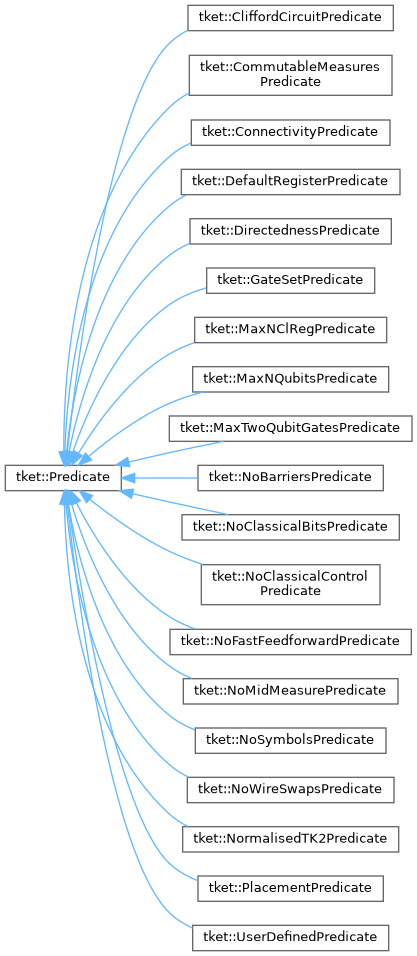 tket::CliffordCircuitPredicate
tket::CommutableMeasures
Predicate
tket::ConnectivityPredicate
tket::DefaultRegisterPredicate
tket::DirectednessPredicate
tket::GateSetPredicate
tket::MaxNClRegPredicate
tket::MaxNQubitsPredicate
tket::MaxTwoQubitGatesPredicate
tket::Predicate
tket::NoBarriersPredicate
tket::NoClassicalBitsPredicate
tket::NoClassicalControl
Predicate
tket::NoFastFeedforwardPredicate
tket::NoMidMeasurePredicate
tket::NoSymbolsPredicate
tket::NoWireSwapsPredicate
tket::NormalisedTK2Predicate
tket::PlacementPredicate
tket::UserDefinedPredicate